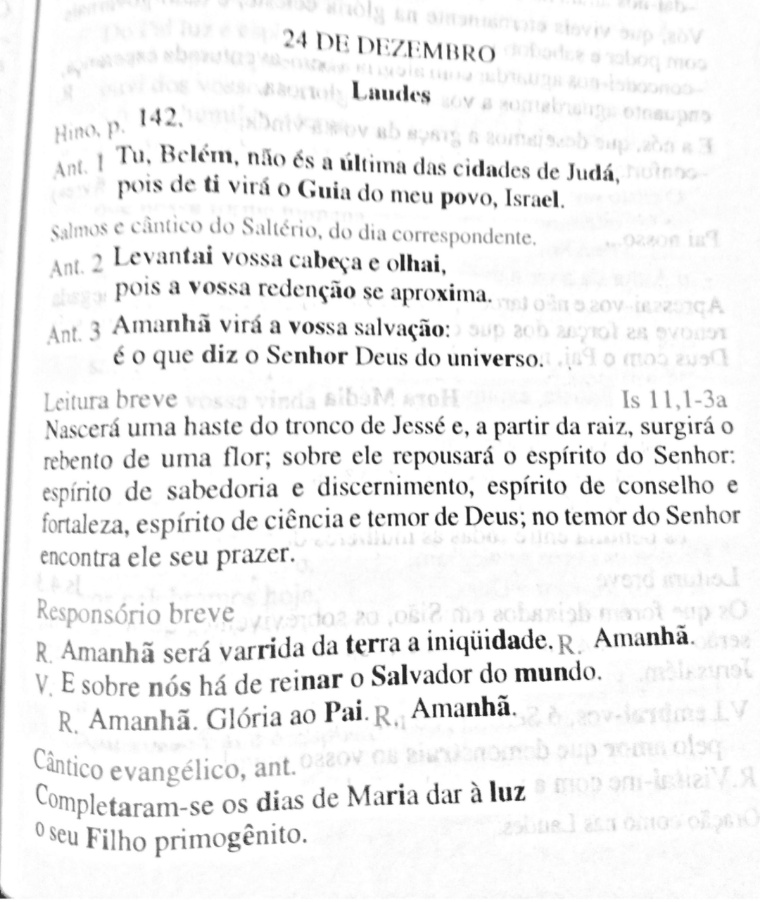 24 DE DEZEMBRO
Laudes
Hino, p. 142.
Ant. 1 Tu, Belém, não és a última das cidades de Judá,
pois de ti virá o Guia do meu povo, Israel.
Salmos e cântico do Saltério, do dia correspondente.
Ant. 2 Levantai vossa cabeça e olhai,
pois a vossa redenção se aproxima.
Ant. 3 Amanhã virá a vossa salvação:
é o que diz o Senhor Deus do universo.
Leitura breve Is 11,1-3a
Nascerá uma haste do tronco de Jessé e, a partir da raiz, surgirá o
rebento de uma flor; sobre ele repousará o espírito do Senhor:
espírito de sabedoria e discernimento, espírito de conselho e
fortaleza, espírito de ciência e temor de Deus; no temor do Senhor
encontra ele seu prazer.
Responsório breve
R. Amanhã será varrida da terra a iniqüidade. R. Amanhã.
V. E sobre nós há de reinar o Salvador do mundo.
R. Amanhã. Glória ao Pai. R. Amanhã.
Cântico evangélico, ant.
Completaram-se os dias de Maria dar à luz
o seu Filho primogênito.